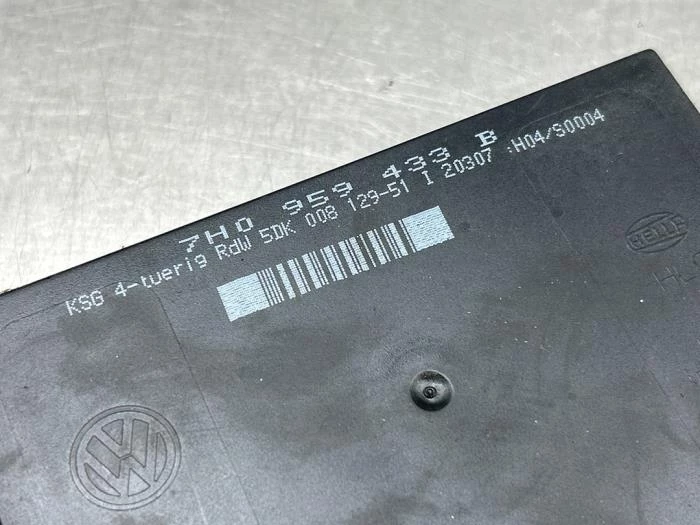 7H0 959 433 B
KSG 4-tuerig RdW 5DK 008 129-51 I 20307 :H04/S0004
HELLA